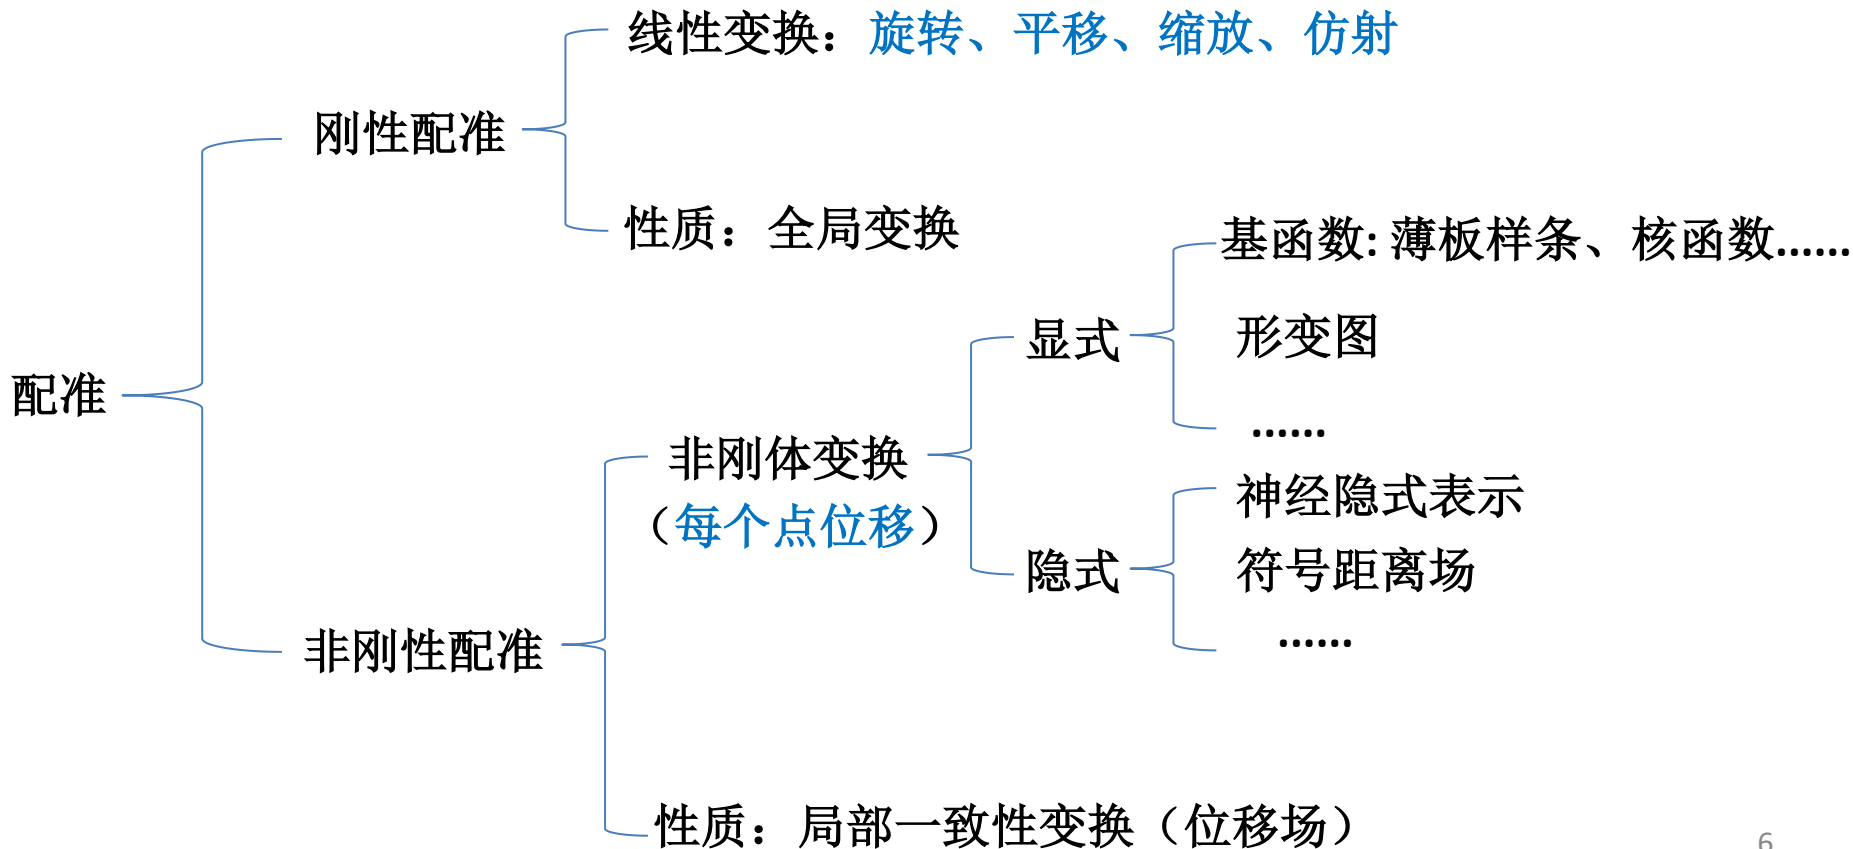 线性变换：旋转、平移、缩放、仿射
刚性配准
性质：全局变换
基函数: 薄板样条、核函数......
显式
形变图
配准
......
非刚体变换
（每个点位移）
神经隐式表示
隐式
符号距离场
......
非刚性配准
性质：局部一致性变换（位移场）
6